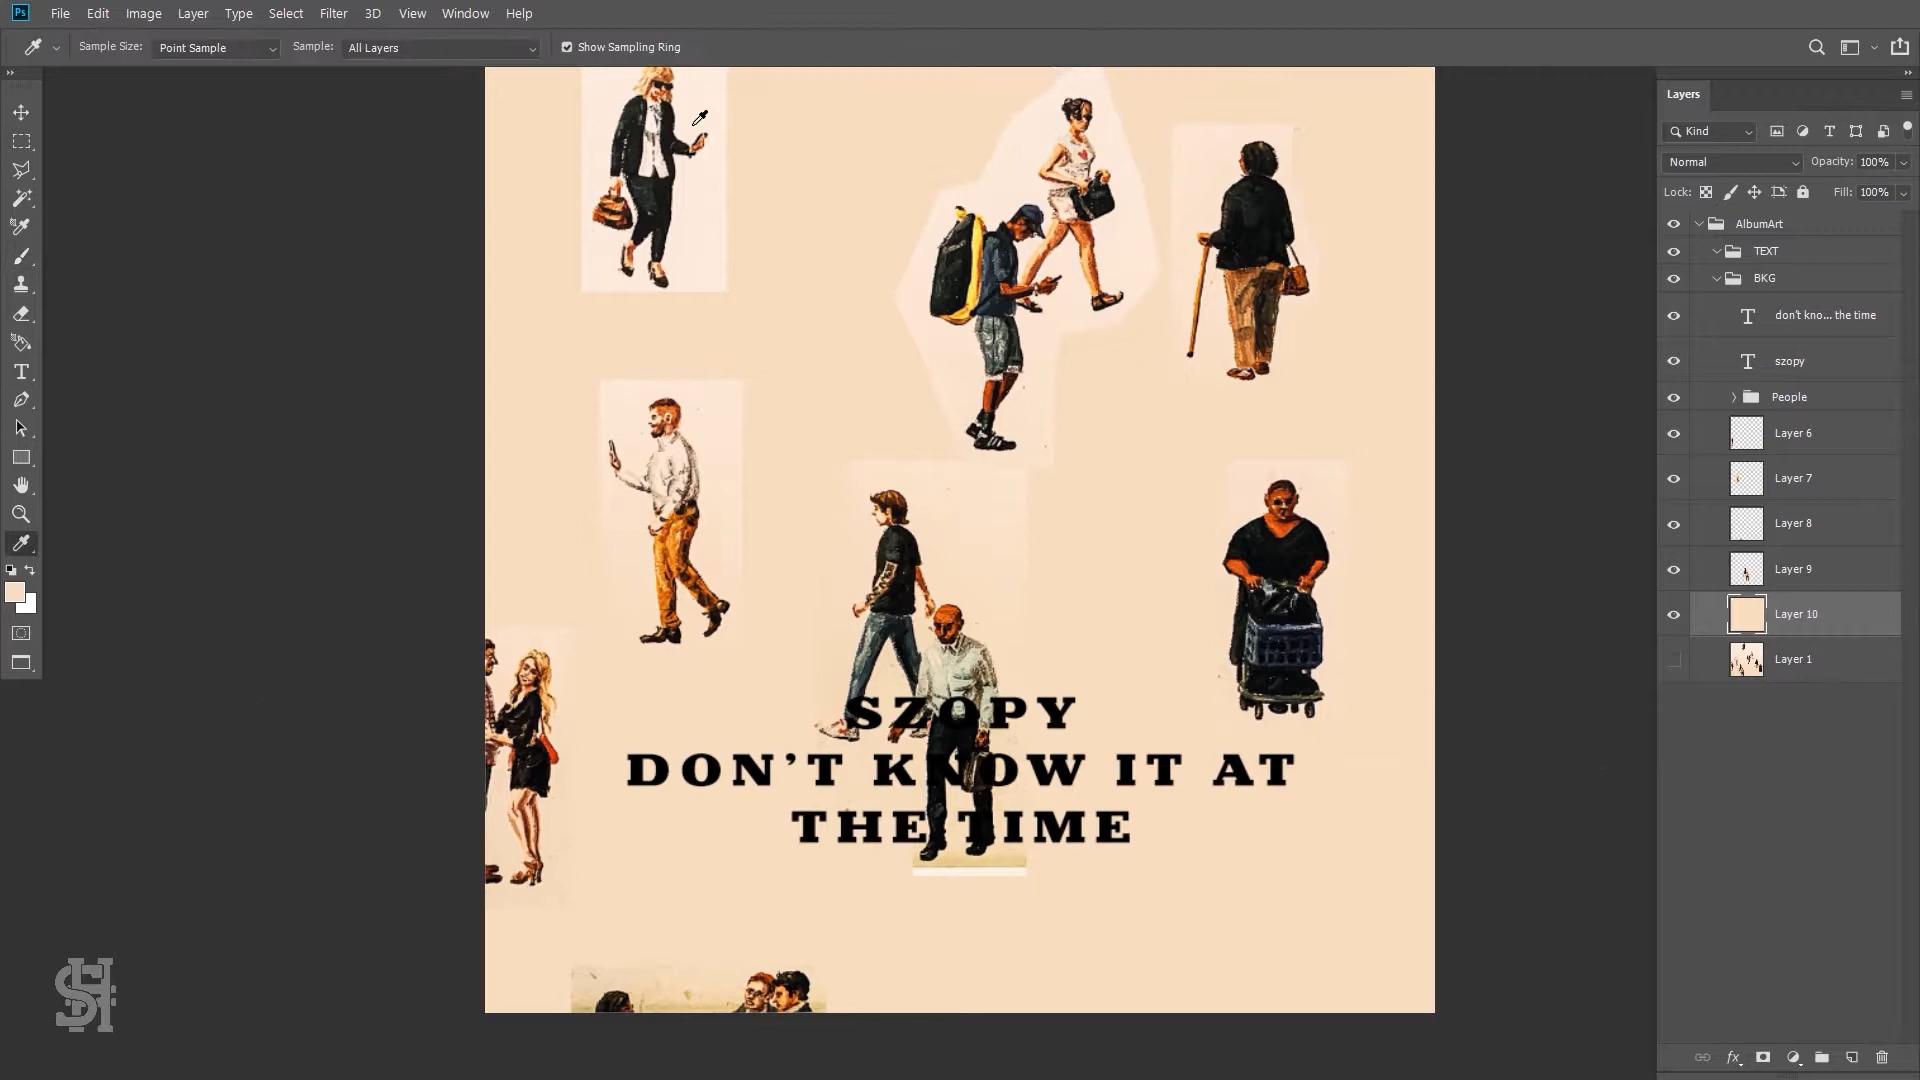 Ps File Edit Image Layer Type Select Filter 3D View Window Help
Sample Size: Point Sample Sample: All Layers Show Sampling Ring
Layers
Kind
Normal Opacity: 100%
Lock: Fill: 100%
AlbumArt
TEXT
BKG
don't kno... the time
szopy
People
Layer 6
Layer 7
Layer 8
Layer 9
Layer 10
Layer 1
SZOPY
DON'T KNOW IT AT
THE TIME
fx